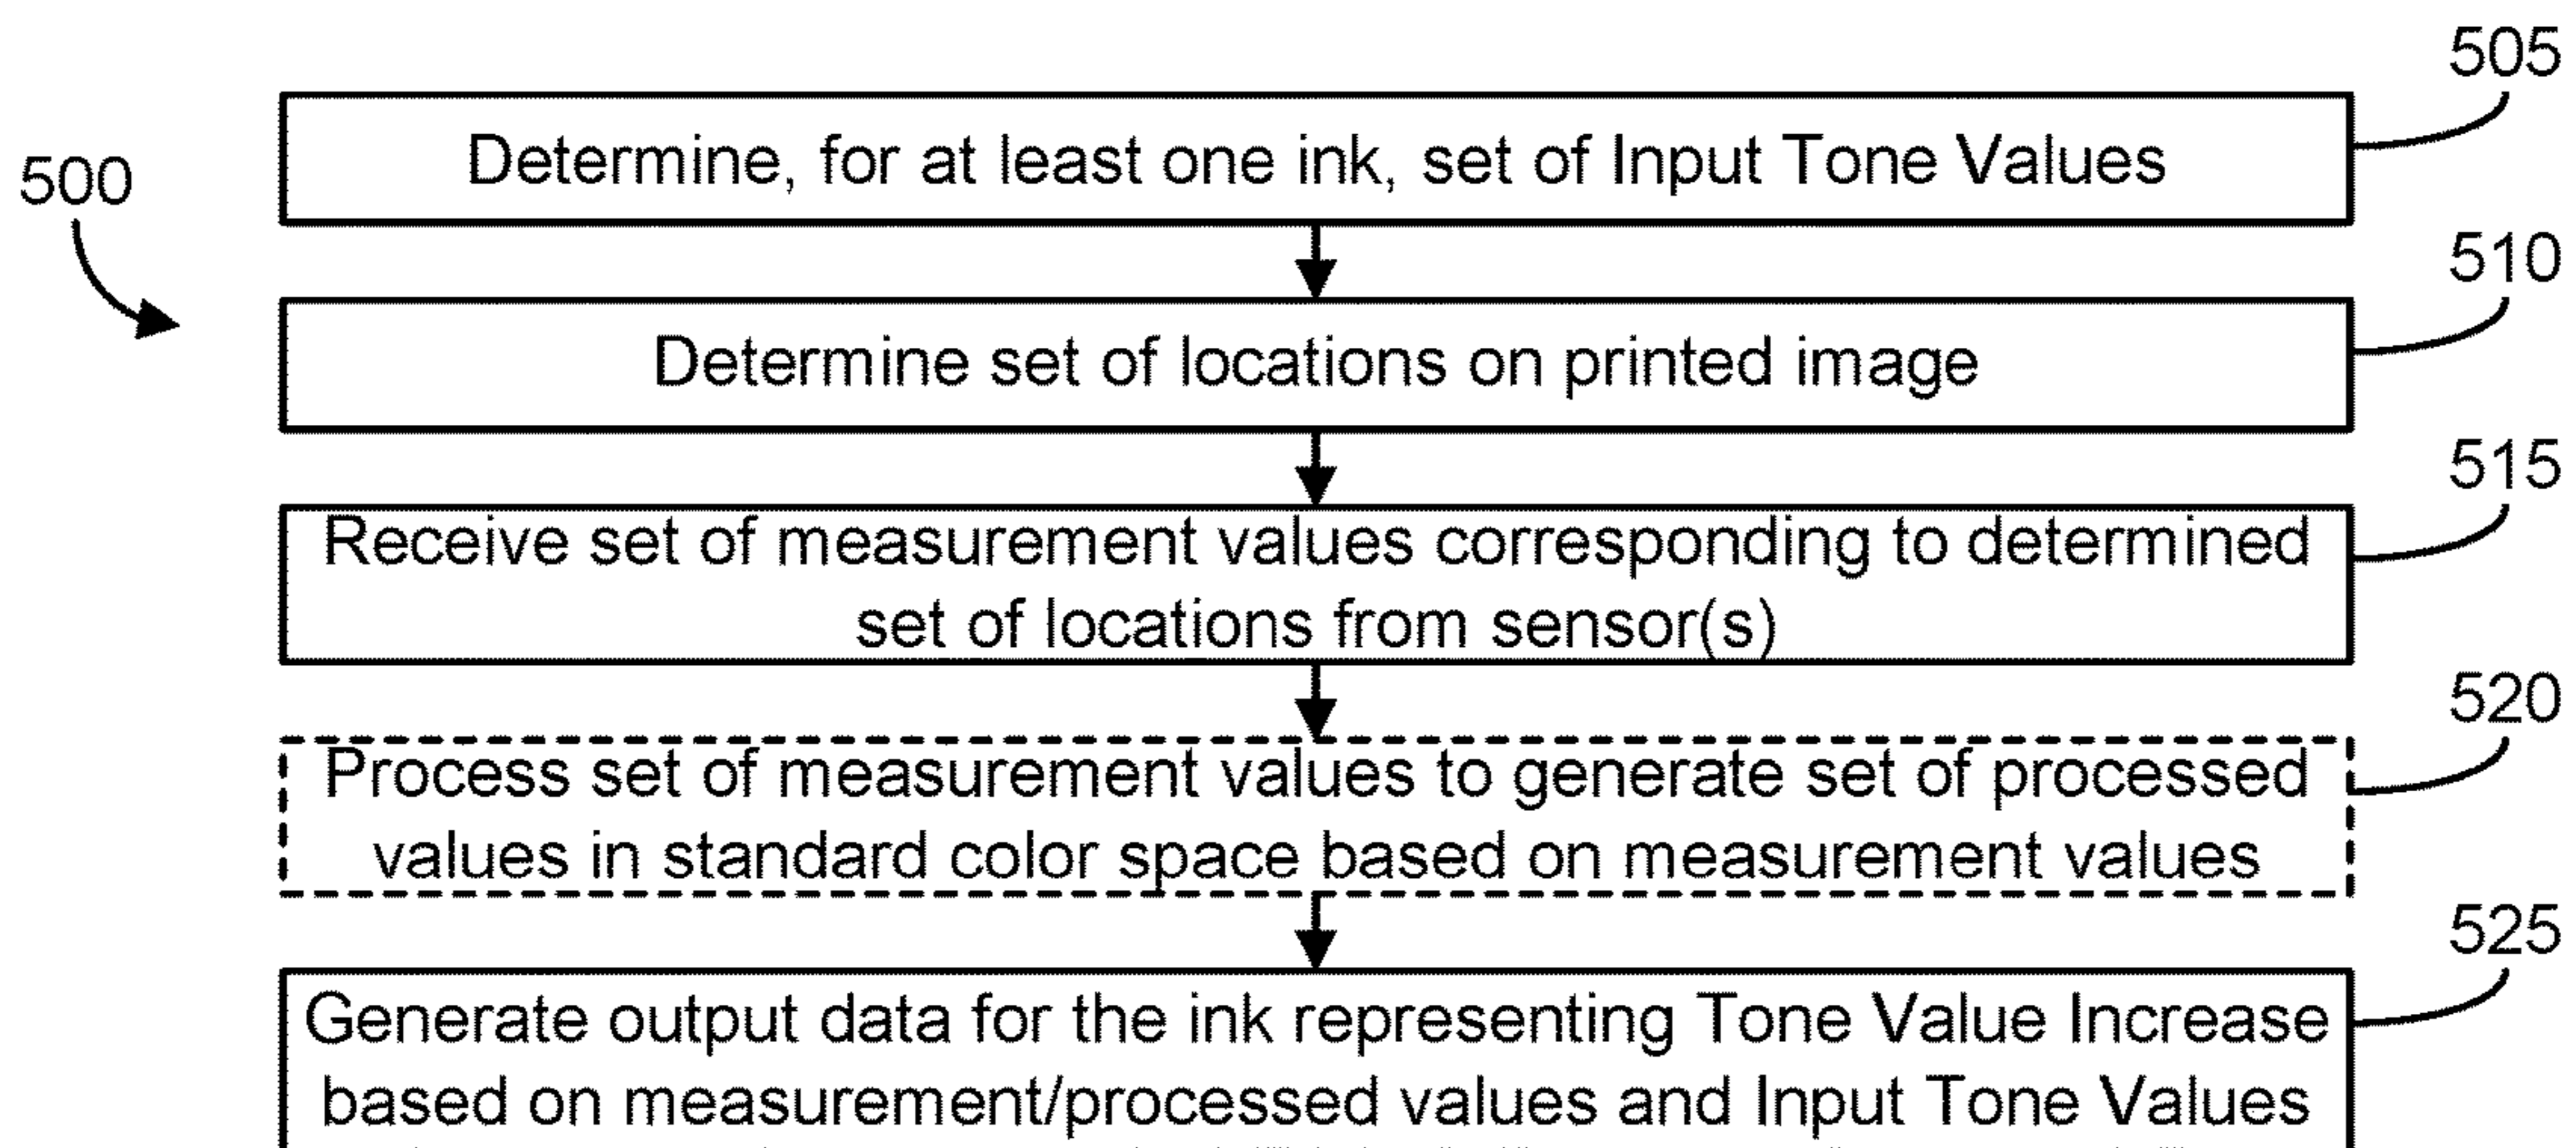 505
Determine, for at least one ink, set of Input Tone Values
500
510
Determine set of locations on printed image
515
Receive set of measurement values corresponding to determined
set of locations from sensor(s)
520
Process set of measurement values to generate set of processed
values in standard color space based on measurement values
525
Generate output data for the ink representing Tone Value Increase
based on measurement/processed values and Input Tone Values